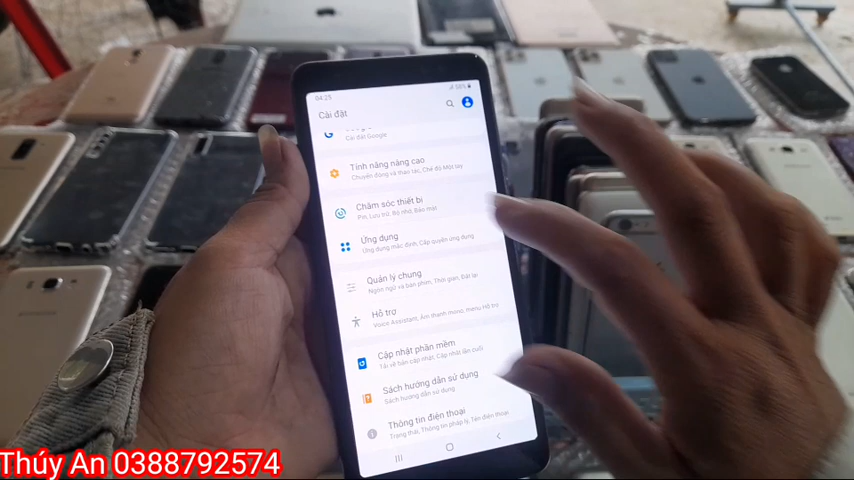 04:25
Cài đặt
Cài đặt Google
Tính năng nâng cao
Chuyển động và thao tác, Chế độ Một tay
Chăm sóc thiết bị
Pin, Lưu trữ, Bộ nhớ, Bảo mật
Ứng dụng
Ứng dụng mặc định, Cấp quyền ứng dụng
Quản lý chung
Ngôn ngữ và bàn phím, Thời gian, Đặt lại
Hỗ trợ
Voice Assistant, Âm thanh mono, menu Hỗ trợ
Cập nhật phần mềm
Tải về bản cập nhật, Cập nhật lần cuối
Sách hướng dẫn sử dụng
Sách hướng dẫn sử dụng
Thông tin điện thoại
Trạng thái, Thông tin pháp lý, Tên điện thoại
Thúy An 0388792574